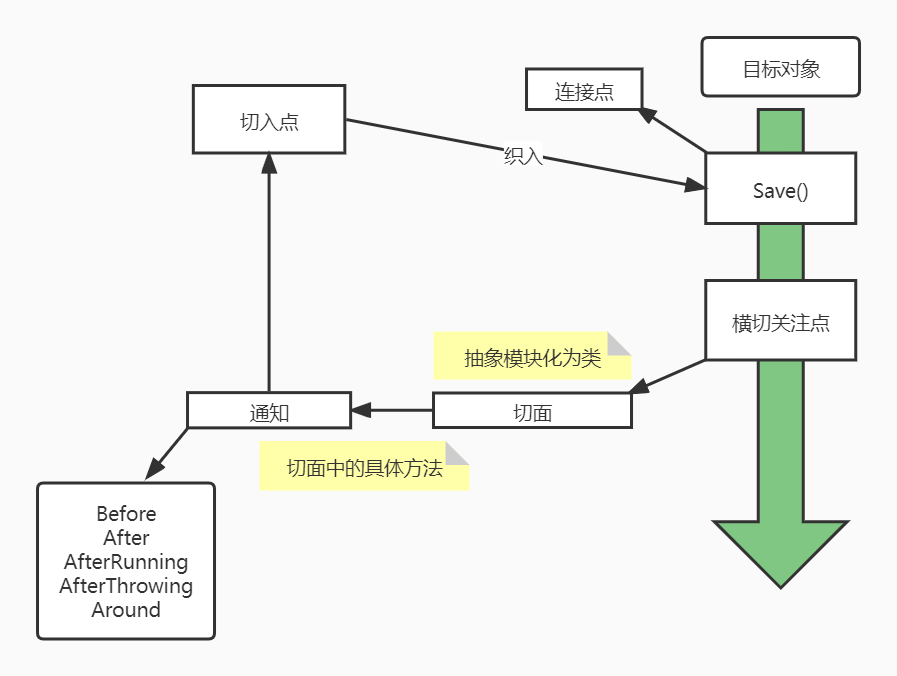 目标对象
连接点
切入点
织入
Save()
横切关注点
抽象模块化为类
通知
切面
切面中的具体方法
Before
After
AfterRunning
AfterThrowing
Around